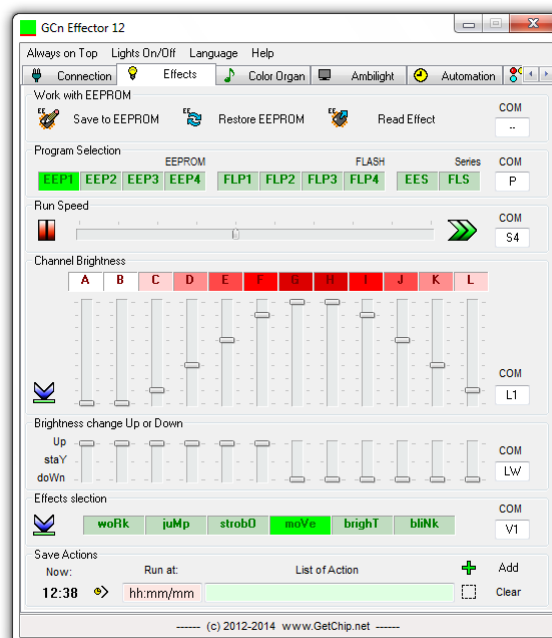 GCn Effector 12
Always on Top Lights On/Off Language Help
Connection Effects Color Organ Ambilight Automation
Work with EEPROM COM
EE Save to EEPROM EE Restore EEPROM EE Read Effect --
Program Selection EEPROM FLASH Series COM
EEP1 EEP2 EEP3 EEP4 FLP1 FLP2 FLP3 FLP4 EES FLS P
Run Speed COM
S4
Channel Brightness
A B C D E F G H I J K L
COM
L1
Brightness change Up or Down
Up
staY COM
doWn LW
Effects slection COM
woRk juMp strobO moVe brighT bliNk V1
Save Actions
Now: Run at: List of Action Add
12:38 hh:mm/mm Clear
------ (c) 2012-2014 www.GetChip.net ------